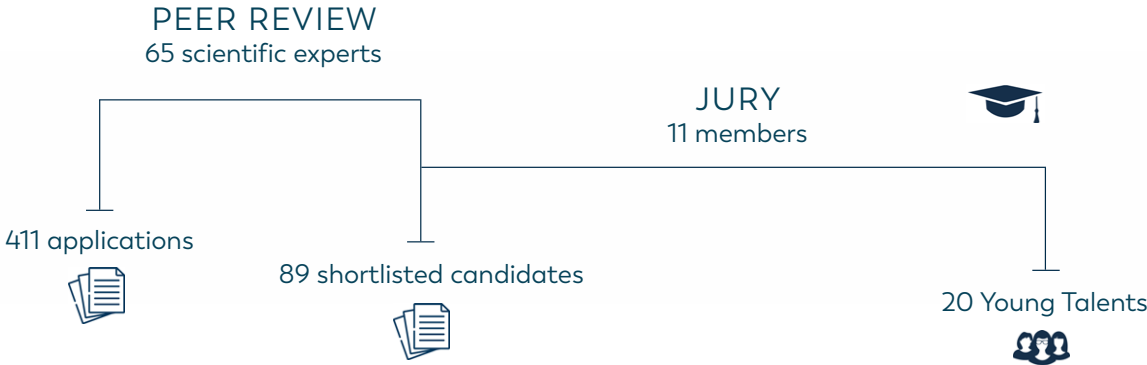 PEER REVIEW
65 scientific experts
JURY
11 members
411 applications
89 shortlisted candidates
20 Young Talents